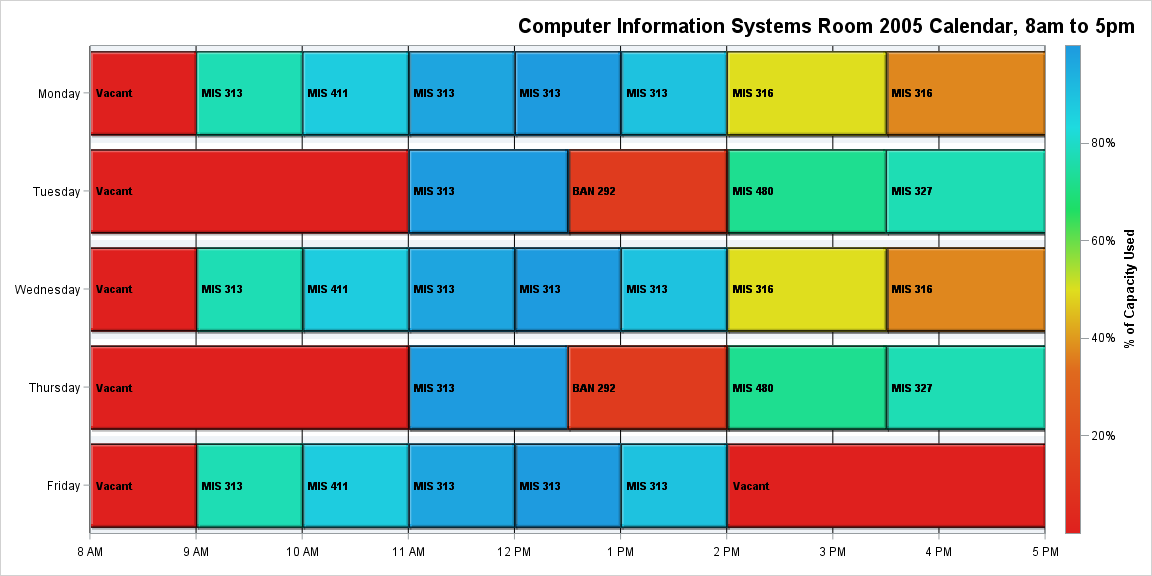 Computer Information Systems Room 2005 Calendar, 8am to 5pm
Monday
Vacant
MIS 313
MIS 411
MIS 313
MIS 313
MIS 313
MIS 316
MIS 316
Tuesday
Vacant
MIS 313
BAN 292
MIS 480
MIS 327
Wednesday
Vacant
MIS 313
MIS 411
MIS 313
MIS 313
MIS 313
MIS 316
MIS 316
Thursday
Vacant
MIS 313
BAN 292
MIS 480
MIS 327
Friday
Vacant
MIS 313
MIS 411
MIS 313
MIS 313
MIS 313
Vacant
8 AM
9 AM
10 AM
11 AM
12 PM
1 PM
2 PM
3 PM
4 PM
5 PM
80%
60%
40%
20%
% of Capacity Used